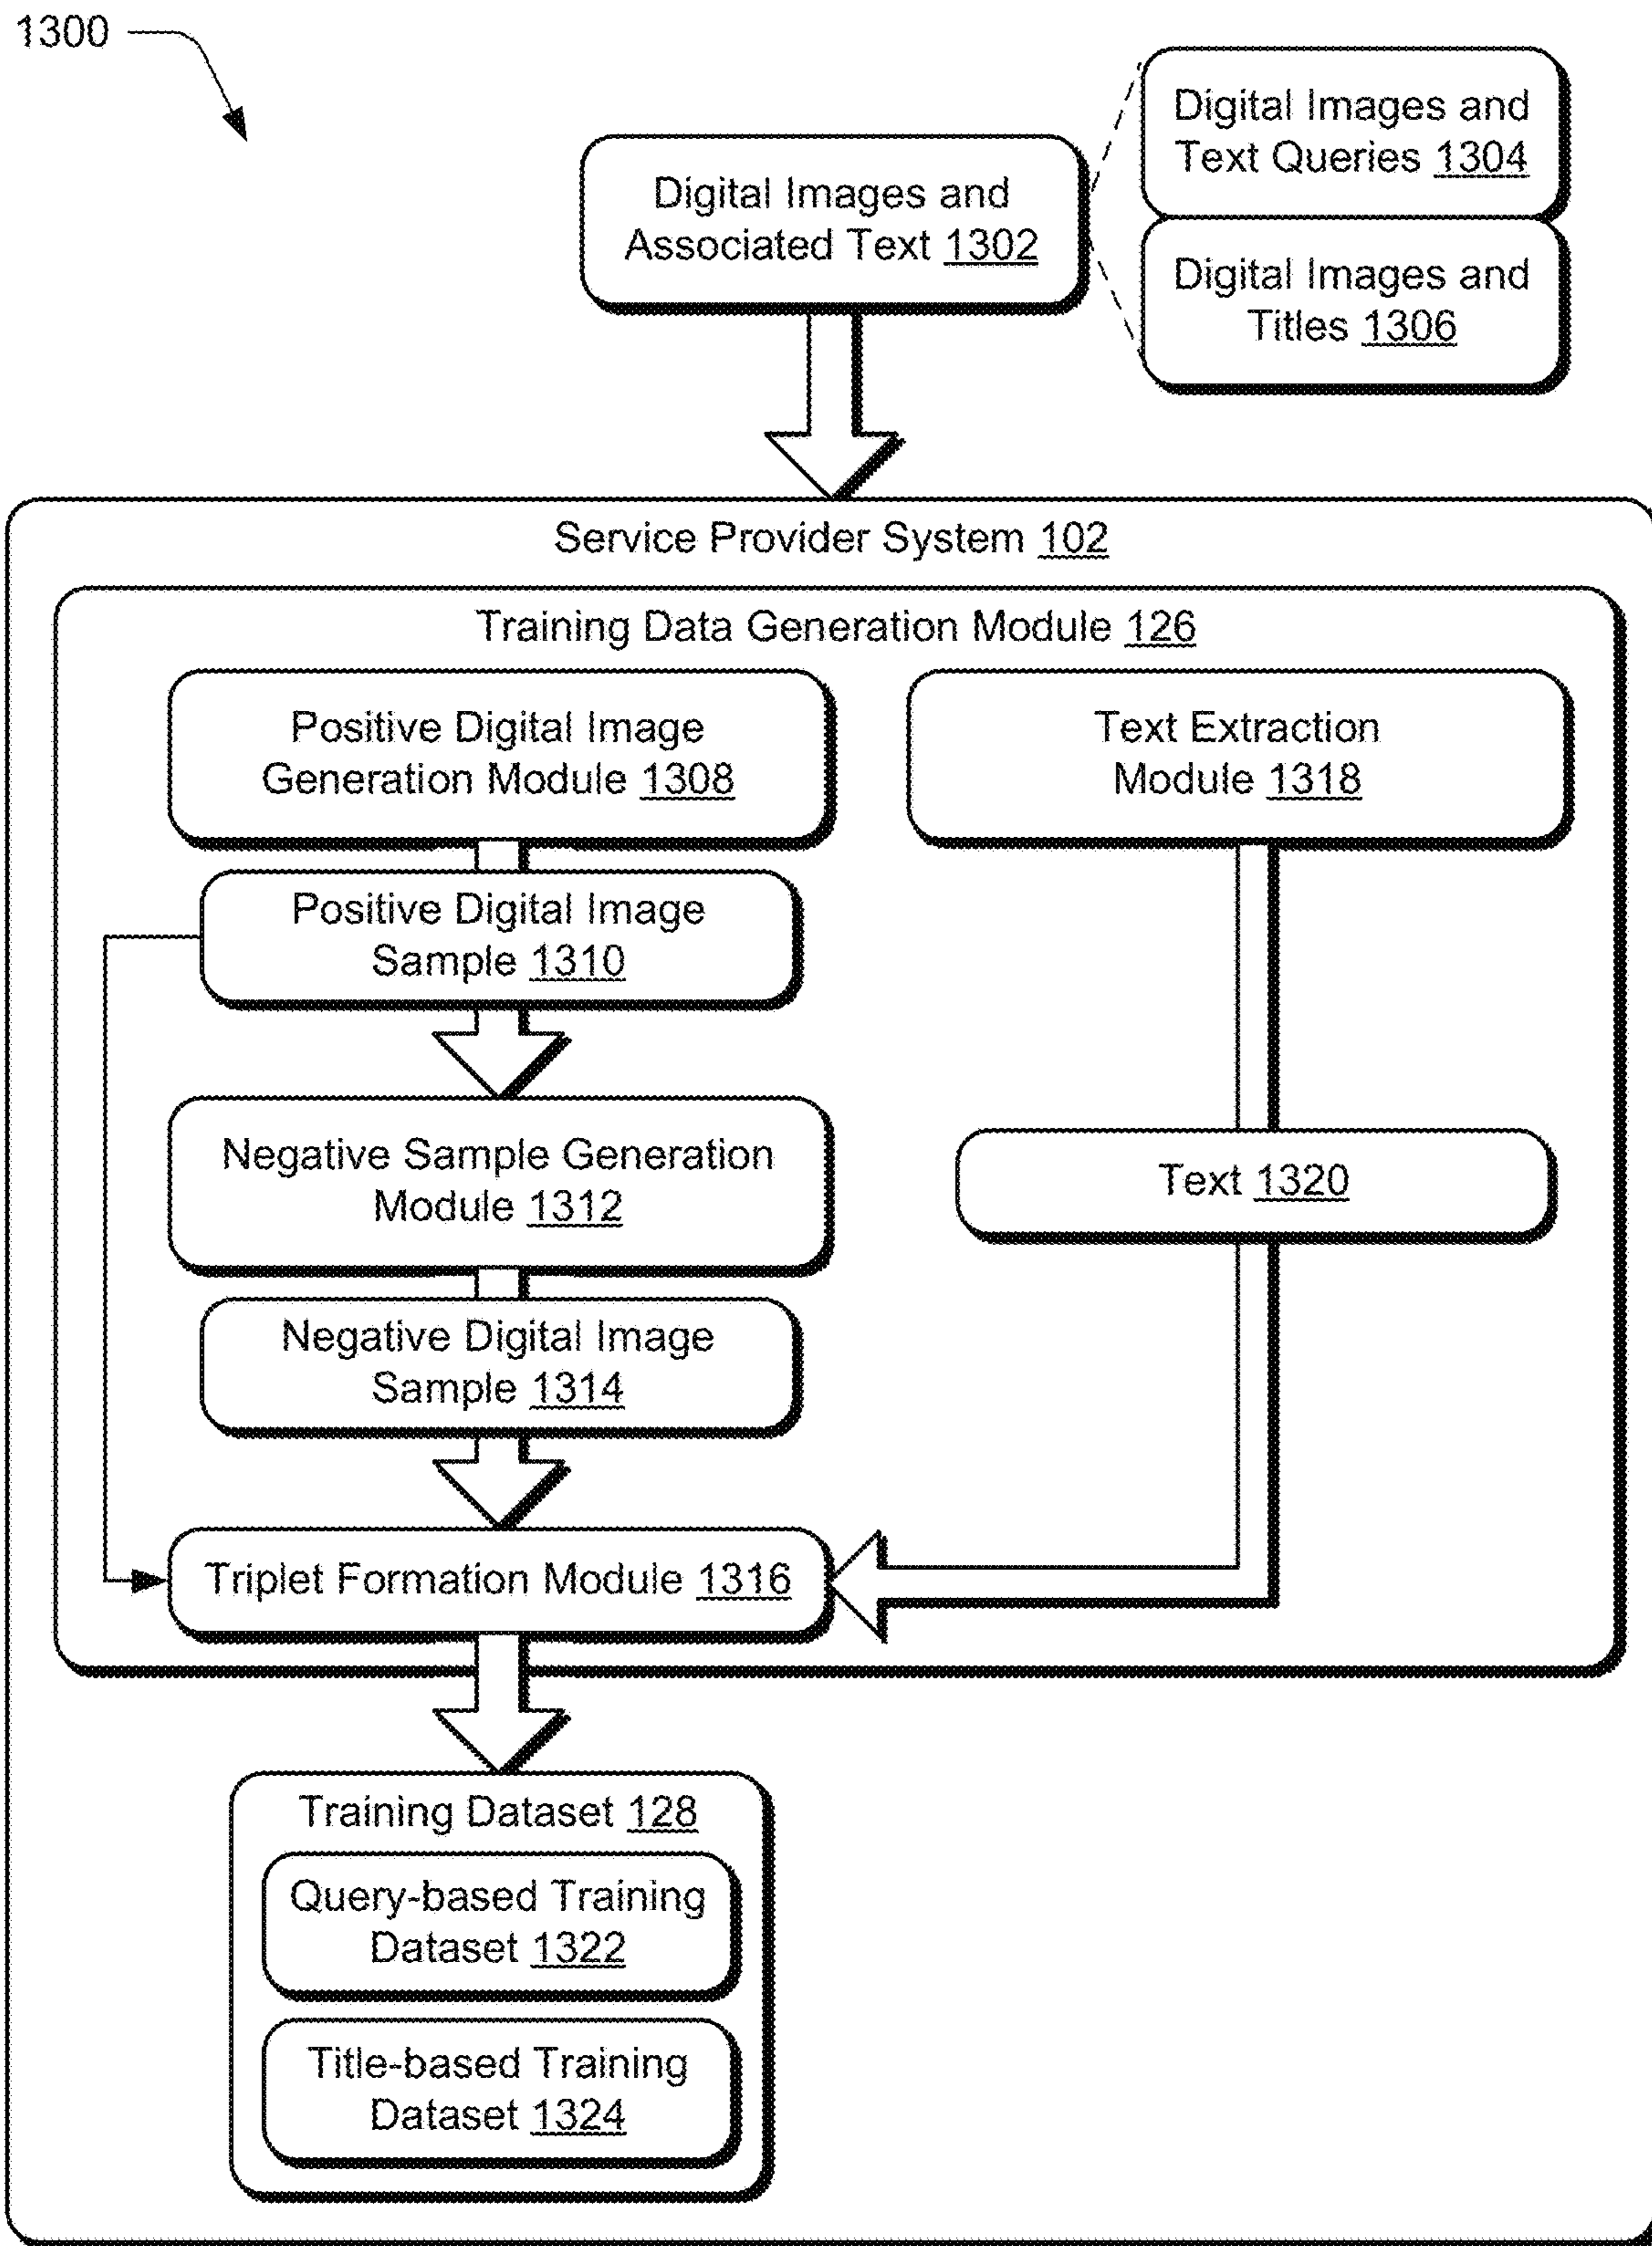 1300
Digital Images and
Text Queries 1304
Digital Images and
Associated Text 1302
Digital Images and
Titles 1306
Service Provider System 102
Training Data Generation Module 126
Positive Digital Image
Generation Module 1308
Text Extraction
Module 1318
Positive Digital Image
Sample 1310
Negative Sample Generation
Module 1312
Text 1320
Negative Digital Image
Sample 1314
Triplet Formation Module 1316
Training Dataset 128
Query-based Training
Dataset 1322
Title-based Training
Dataset 1324